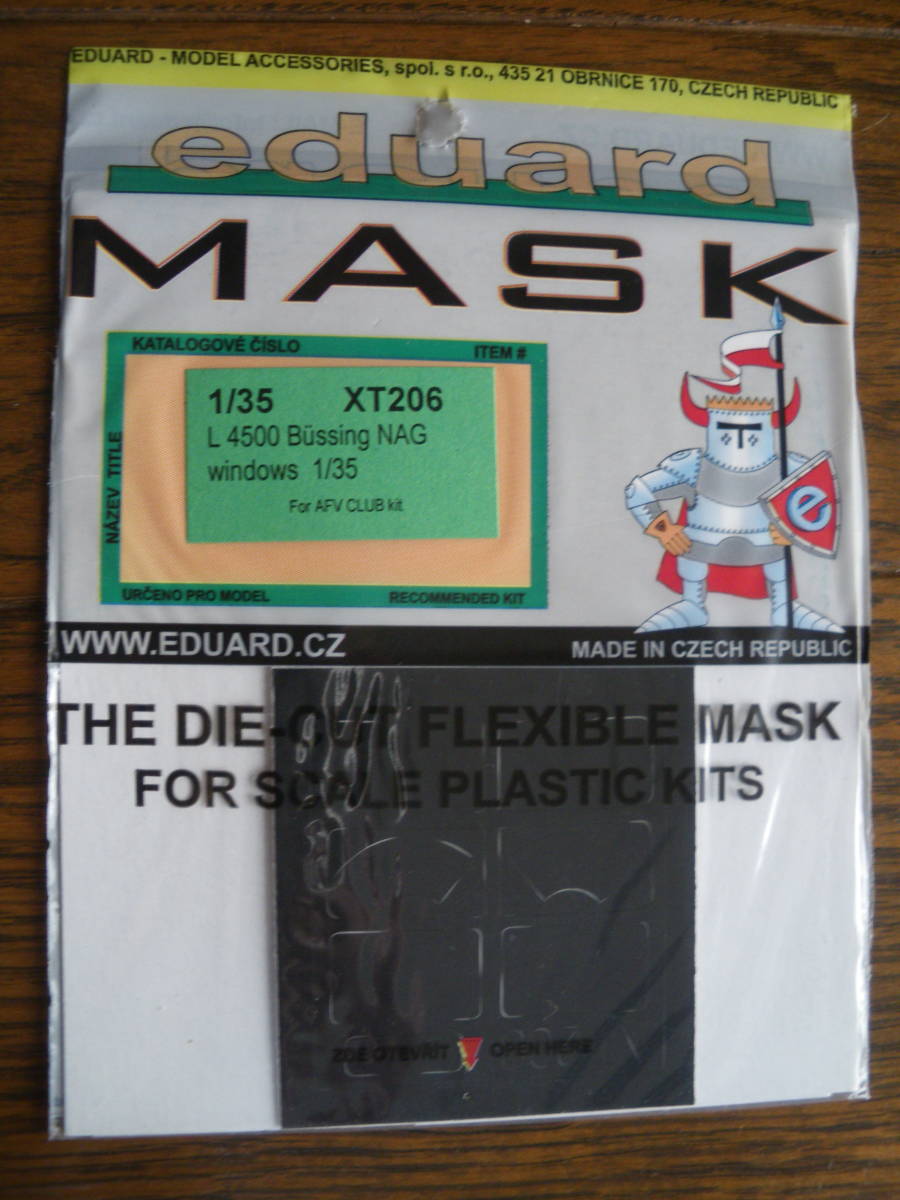 EDUARD - MODEL ACCESSORIES, spol. s r.o., 435 21 OBRNICE 170, CZECH REPUBLIC
eduard
MASK
KATALOGOVÉ ČÍSLO ITEM #
NÁZEV TITLE
1/35 XT206
L 4500 Büssing NAG
windows 1/35
For AFV CLUB kit
e
URČENO PRO MODEL RECOMMENDED KIT
WWW.EDUARD.CZ MADE IN CZECH REPUBLIC
THE DIE-CUT FLEXIBLE MASK
FOR SCALE PLASTIC KITS
ZDE OTEVŘÍT OPEN HERE